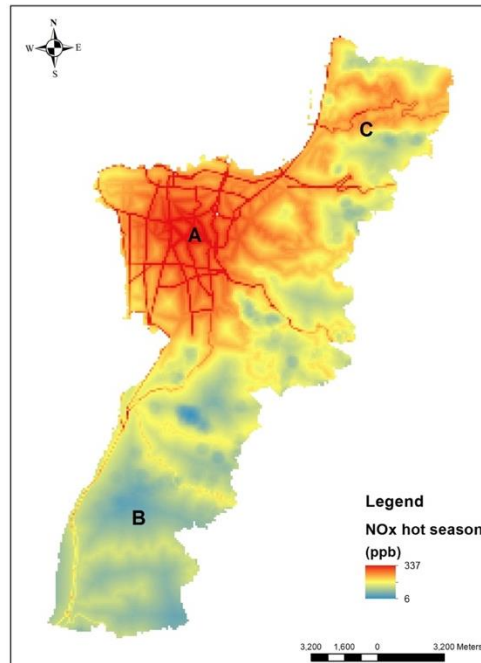 N
W E
S
C
A
B
Legend
NOx hot season
(ppb)
337
6
3,200 1,600 0 3,200 Meters